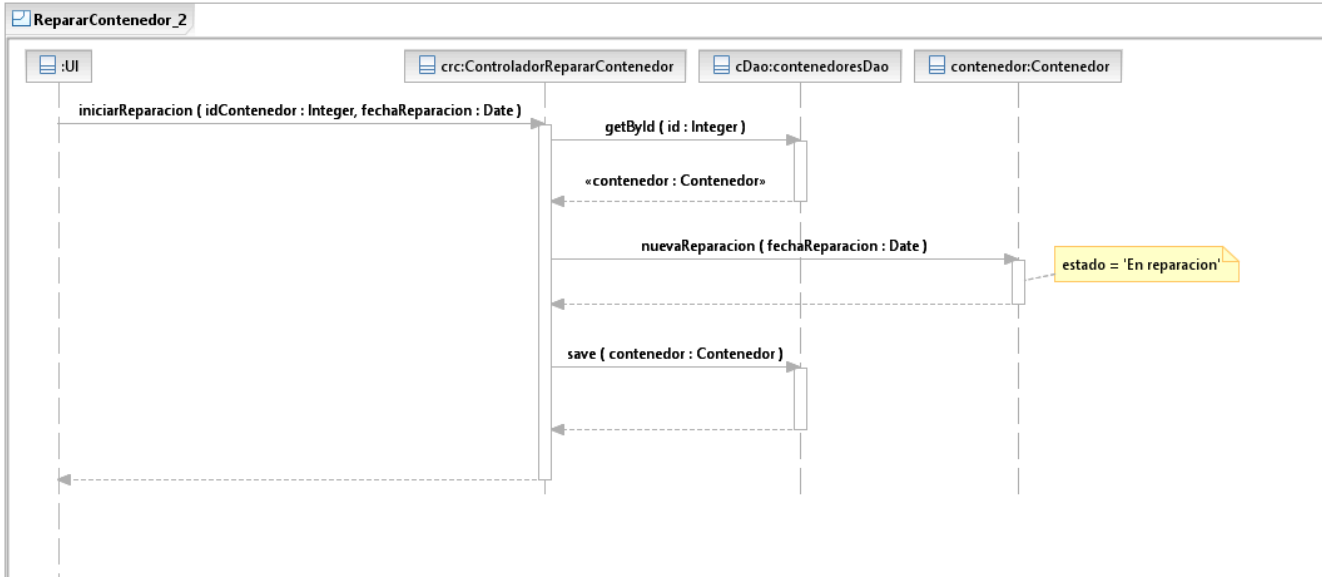 RepararContenedor_2
:UI
crc:ControladorRepararContenedor
cDao:contenedoresDao
contenedor:Contenedor
iniciarReparacion ( idContenedor : Integer, fechaReparacion : Date )
getById ( id : Integer )
«contenedor : Contenedor»
nuevaReparacion ( fechaReparacion : Date )
estado = 'En reparacion'
save ( contenedor : Contenedor )